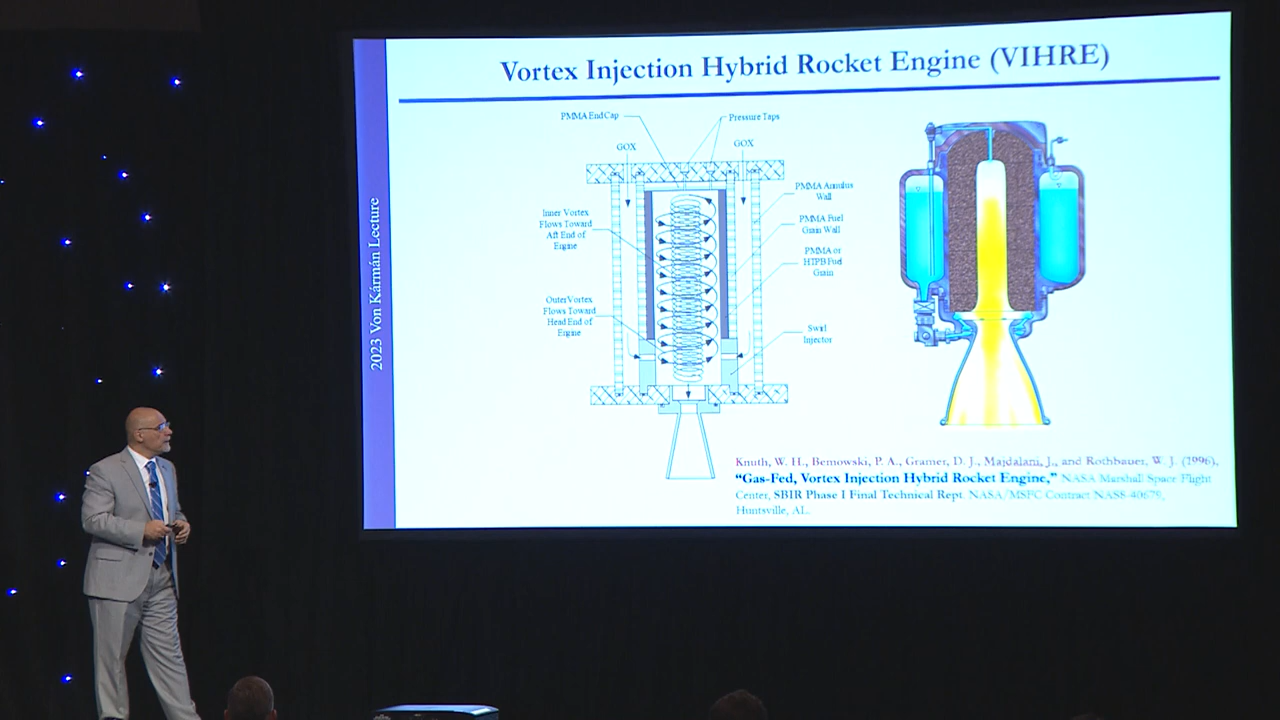 Vortex Injection Hybrid Rocket Engine (VIHRE)
2023 Von Kármán Lecture
PMMA End Cap
Pressure Taps
GOX
GOX
PMMA Annulus
Wall
Inner Vortex
Flows Toward
Aft End of
Engine
PMMA Fuel
Grain Wall
PMMA or
HTPB Fuel
Grain
Outer Vortex
Flows Toward
Head End of
Engine
Swirl
Injector
Knuth, W. H., Bemowski, P. A., Gramer, D. J., Majdalani, J., and Rothbauer, W. J. (1996),
“Gas-Fed, Vortex Injection Hybrid Rocket Engine,” NASA Marshall Space Flight
Center, SBIR Phase I Final Technical Rept. NASA/MSFC Contract NAS8-40679,
Huntsville, AL.